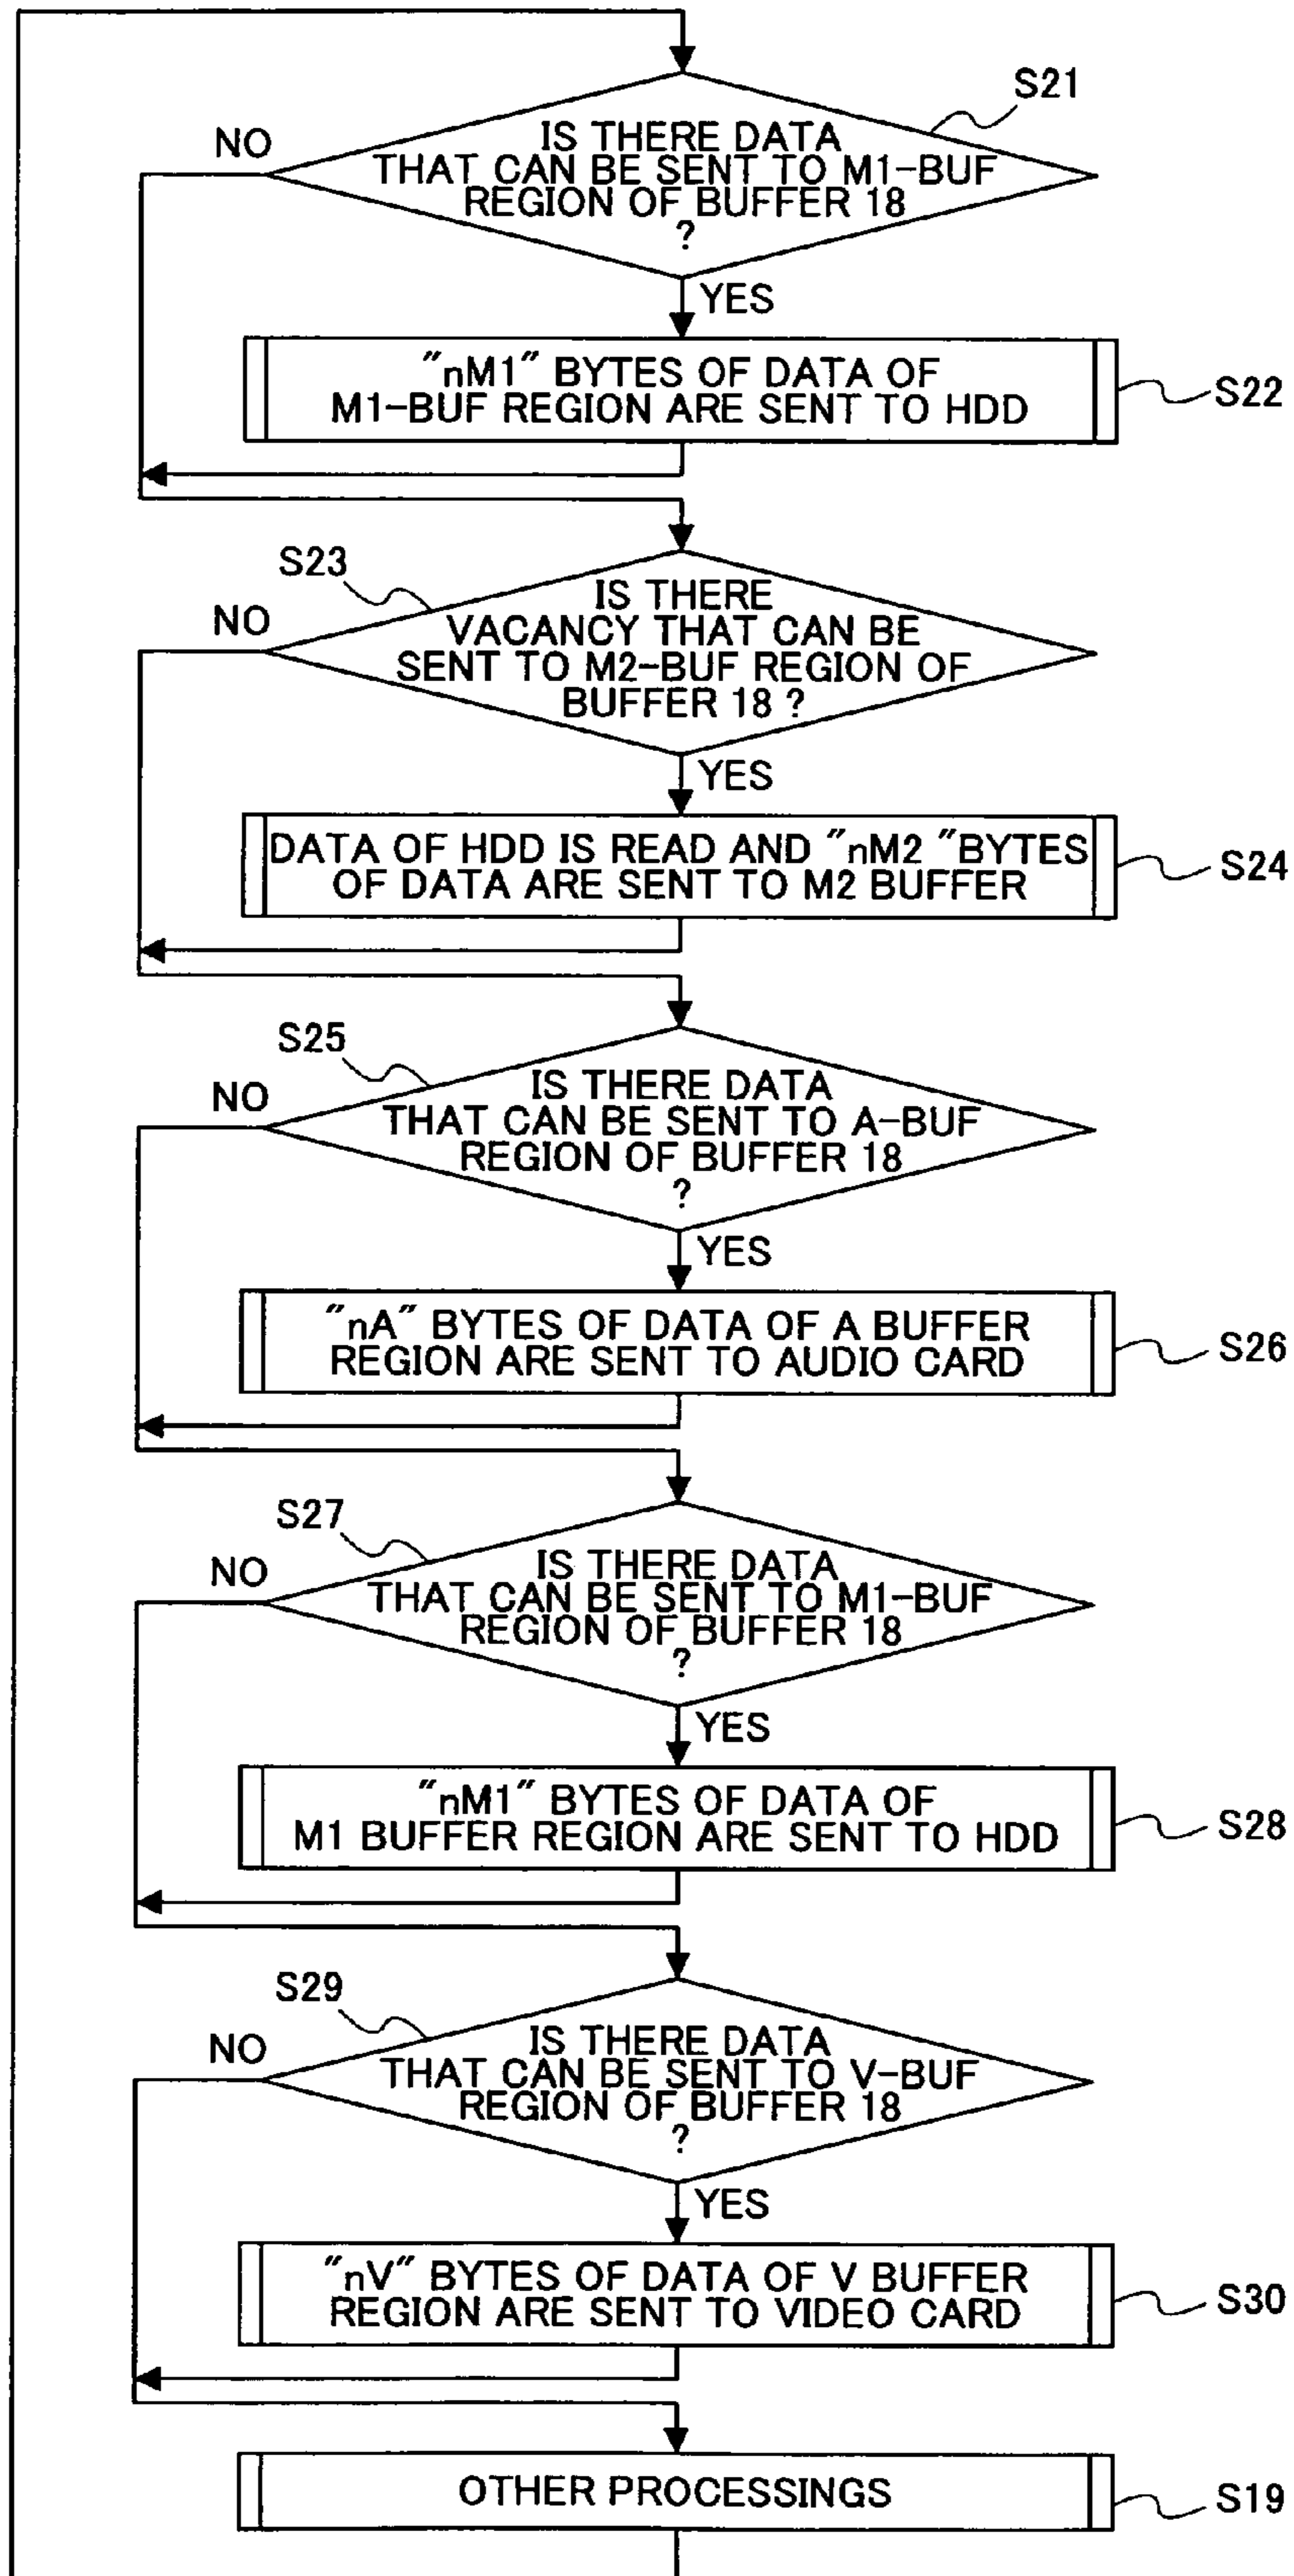 S21
NO
IS THERE DATA
THAT CAN BE SENT TO M1-BUF
REGION OF BUFFER 18
?
YES
"nM1" BYTES OF DATA OF
M1-BUF REGION ARE SENT TO HDD
S22
S23
NO
IS THERE
VACANCY THAT CAN BE
SENT TO M2-BUF REGION OF
BUFFER 18 ?
YES
DATA OF HDD IS READ AND "nM2 "BYTES
OF DATA ARE SENT TO M2 BUFFER
S24
S25
NO
IS THERE DATA
THAT CAN BE SENT TO A-BUF
REGION OF BUFFER 18
?
YES
"nA" BYTES OF DATA OF A BUFFER
REGION ARE SENT TO AUDIO CARD
S26
S27
NO
IS THERE DATA
THAT CAN BE SENT TO M1-BUF
REGION OF BUFFER 18
?
YES
"nM1" BYTES OF DATA OF
M1 BUFFER REGION ARE SENT TO HDD
S28
S29
NO
IS THERE DATA
THAT CAN BE SENT TO V-BUF
REGION OF BUFFER 18
?
YES
"nV" BYTES OF DATA OF V BUFFER
REGION ARE SENT TO VIDEO CARD
S30
OTHER PROCESSINGS
S19